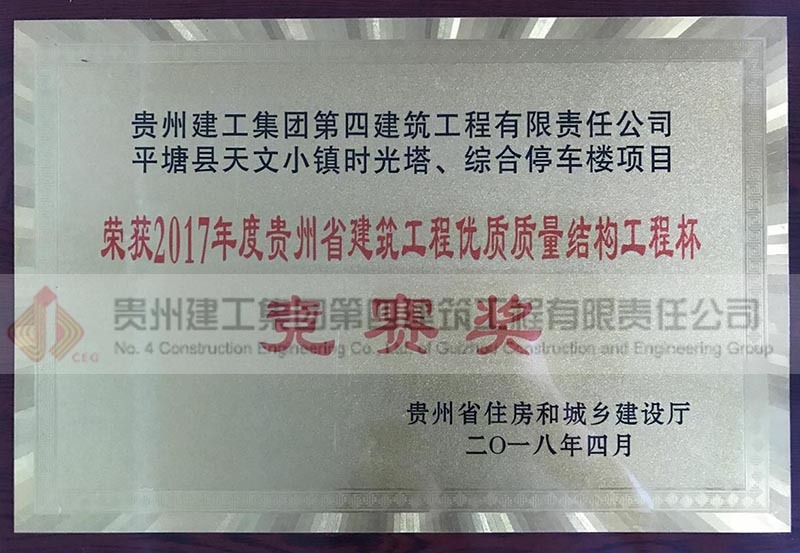 贵州建工集团第四建筑工程有限责任公司
平塘县天文小镇时光塔、综合停车楼项目
荣获2017年度贵州省建筑工程优质质量结构工程杯
竞赛奖
贵州建工集团第四建筑工程有限责任公司
No. 4 Construction Engineering Co., Ltd. of Guizhou Construction and Engineering Group
CEG
贵州省住房和城乡建设厅
二〇一八年四月